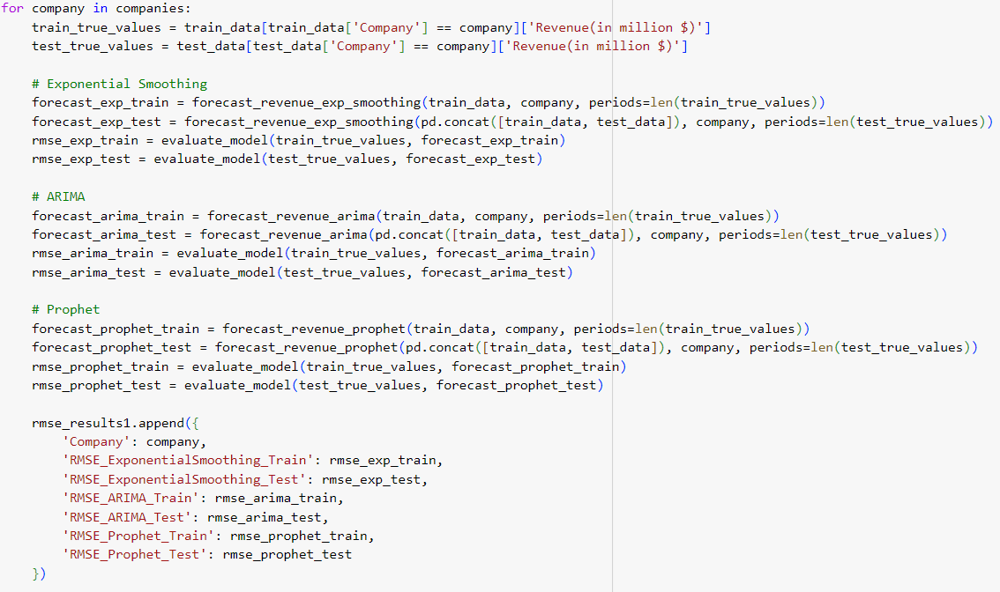 for company in companies:
    train_true_values = train_data[train_data['Company'] == company]['Revenue(in million $)']
    test_true_values = test_data[test_data['Company'] == company]['Revenue(in million $)']

    # Exponential Smoothing
    forecast_exp_train = forecast_revenue_exp_smoothing(train_data, company, periods=len(train_true_values))
    forecast_exp_test = forecast_revenue_exp_smoothing(pd.concat([train_data, test_data]), company, periods=len(test_true_values))
    rmse_exp_train = evaluate_model(train_true_values, forecast_exp_train)
    rmse_exp_test = evaluate_model(test_true_values, forecast_exp_test)

    # ARIMA
    forecast_arima_train = forecast_revenue_arima(train_data, company, periods=len(train_true_values))
    forecast_arima_test = forecast_revenue_arima(pd.concat([train_data, test_data]), company, periods=len(test_true_values))
    rmse_arima_train = evaluate_model(train_true_values, forecast_arima_train)
    rmse_arima_test = evaluate_model(test_true_values, forecast_arima_test)

    # Prophet
    forecast_prophet_train = forecast_revenue_prophet(train_data, company, periods=len(train_true_values))
    forecast_prophet_test = forecast_revenue_prophet(pd.concat([train_data, test_data]), company, periods=len(test_true_values))
    rmse_prophet_train = evaluate_model(train_true_values, forecast_prophet_train)
    rmse_prophet_test = evaluate_model(test_true_values, forecast_prophet_test)

    rmse_results1.append({
        'Company': company,
        'RMSE_ExponentialSmoothing_Train': rmse_exp_train,
        'RMSE_ExponentialSmoothing_Test': rmse_exp_test,
        'RMSE_ARIMA_Train': rmse_arima_train,
        'RMSE_ARIMA_Test': rmse_arima_test,
        'RMSE_Prophet_Train': rmse_prophet_train,
        'RMSE_Prophet_Test': rmse_prophet_test
    })